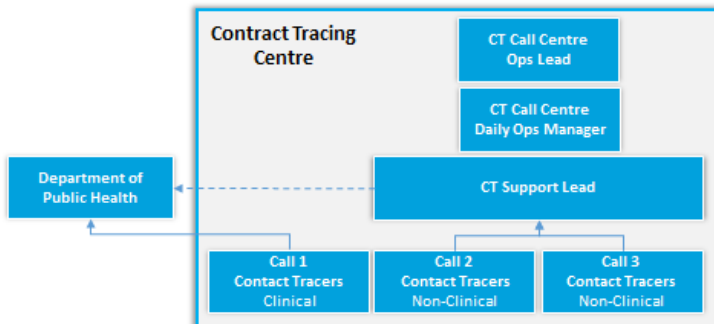 Contract Tracing
Centre
CT Call Centre
Ops Lead
CT Call Centre
Daily Ops Manager
Department of
Public Health
CT Support Lead
Call 1
Contact Tracers
Clinical
Call 2
Contact Tracers
Non-Clinical
Call 3
Contact Tracers
Non-Clinical